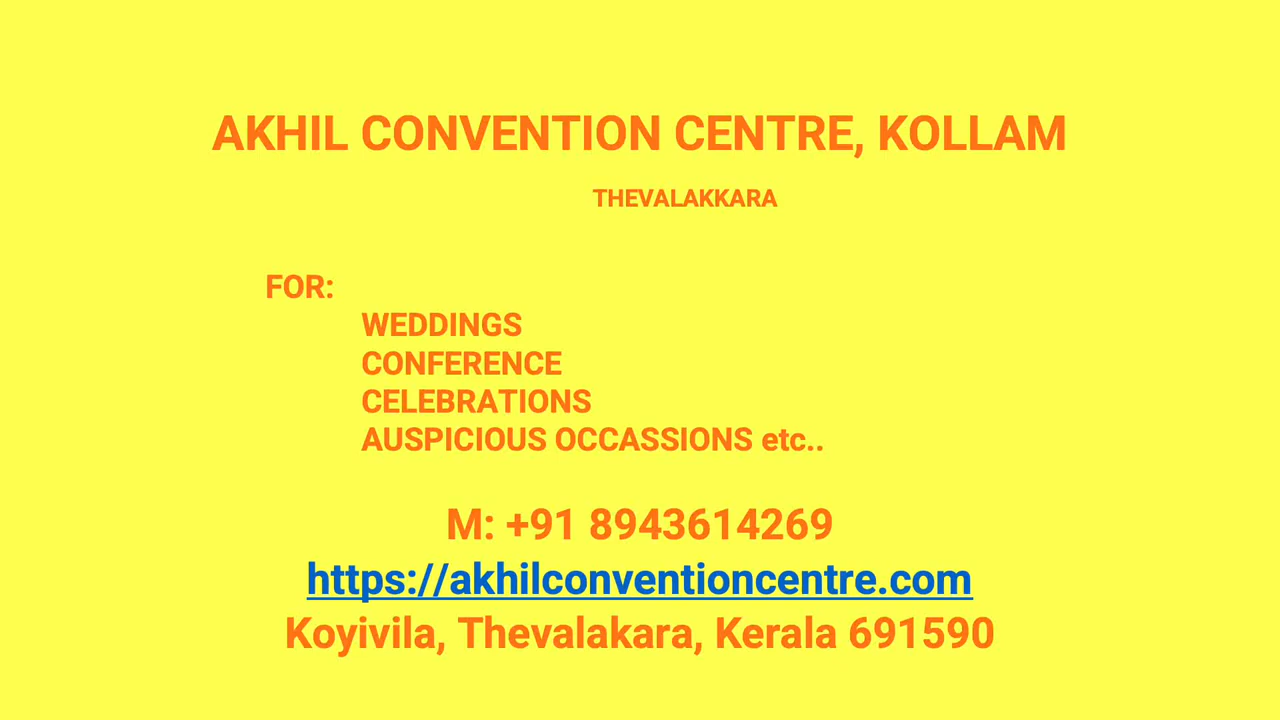 AKHIL CONVENTION CENTRE, KOLLAM
THEVALAKKARA
FOR:
WEDDINGS
CONFERENCE
CELEBRATIONS
AUSPICIOUS OCCASSIONS etc..
M: +91 8943614269
https://akhilconventioncentre.com
Koyivila, Thevalakara, Kerala 691590